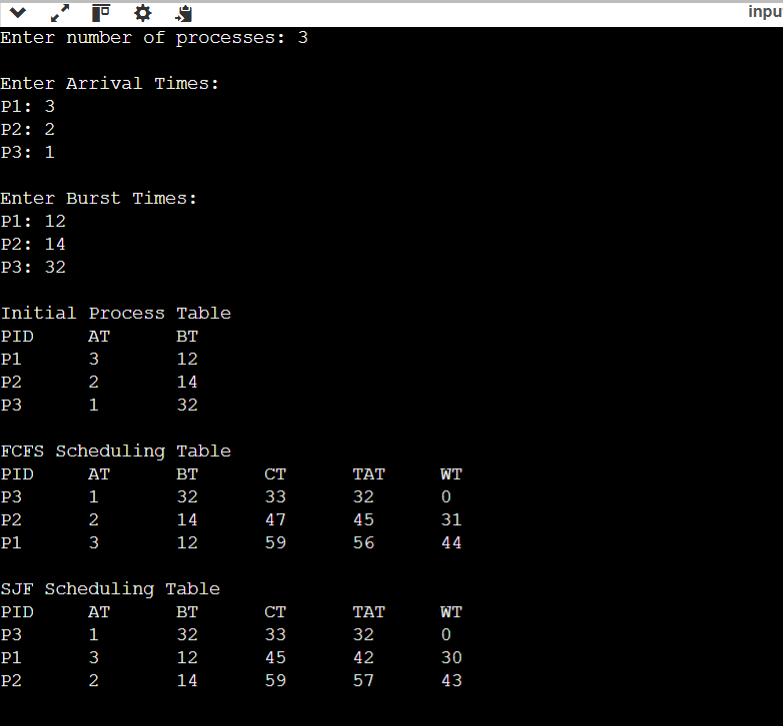 inpu
Enter number of processes: 3
Enter Arrival Times:
P1: 3
P2: 2
P3: 1
Enter Burst Times:
P1: 12
P2: 14
P3: 32
Initial Process Table
PID AT BT
P1 3 12
P2 2 14
P3 1 32
FCFS Scheduling Table
PID AT BT CT TAT WT
P3 1 32 33 32 0
P2 2 14 47 45 31
P1 3 12 59 56 44
SJF Scheduling Table
PID AT BT CT TAT WT
P3 1 32 33 32 0
P1 3 12 45 42 30
P2 2 14 59 57 43